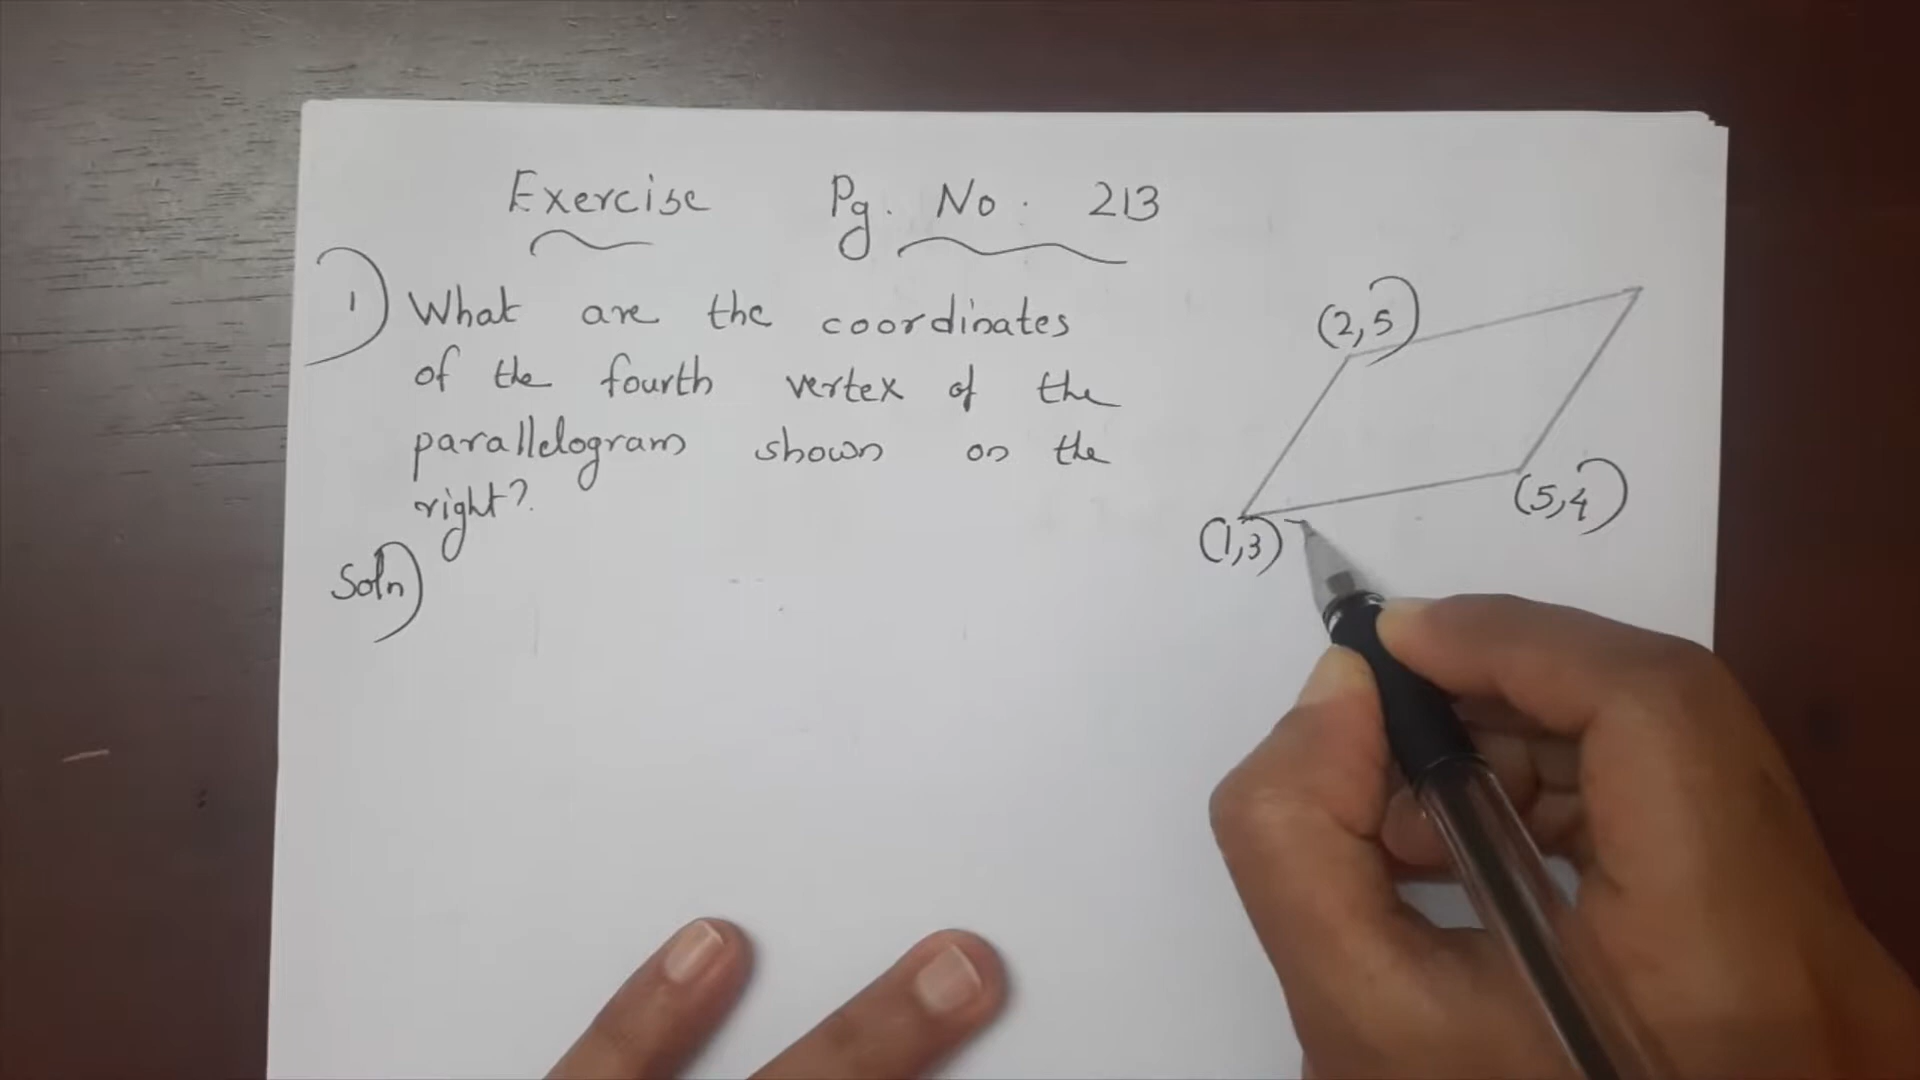 Exercise Pg. No. 213
1) What are the coordinates
of the fourth vertex of the
parallelogram shown on the
right?
Soln)
(2,5)
(5,4)
(1,3)